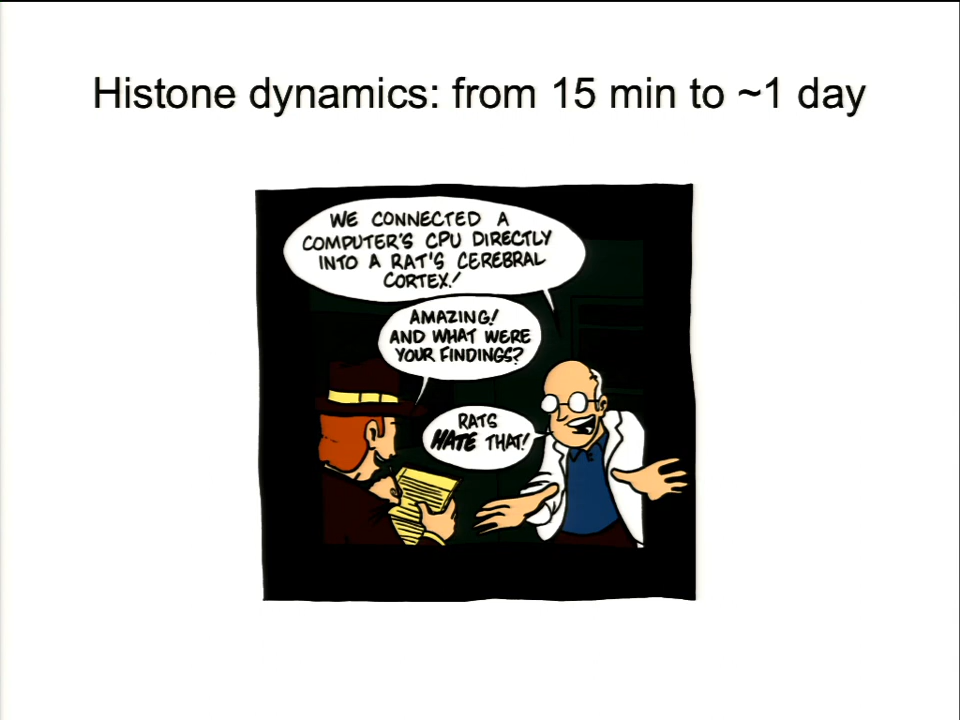 Histone dynamics: from 15 min to ~1 day
WE CONNECTED A
COMPUTER'S CPU DIRECTLY
INTO A RAT'S CEREBRAL
CORTEX!
AMAZING!
AND WHAT WERE
YOUR FINDINGS?
RATS
HATE THAT!